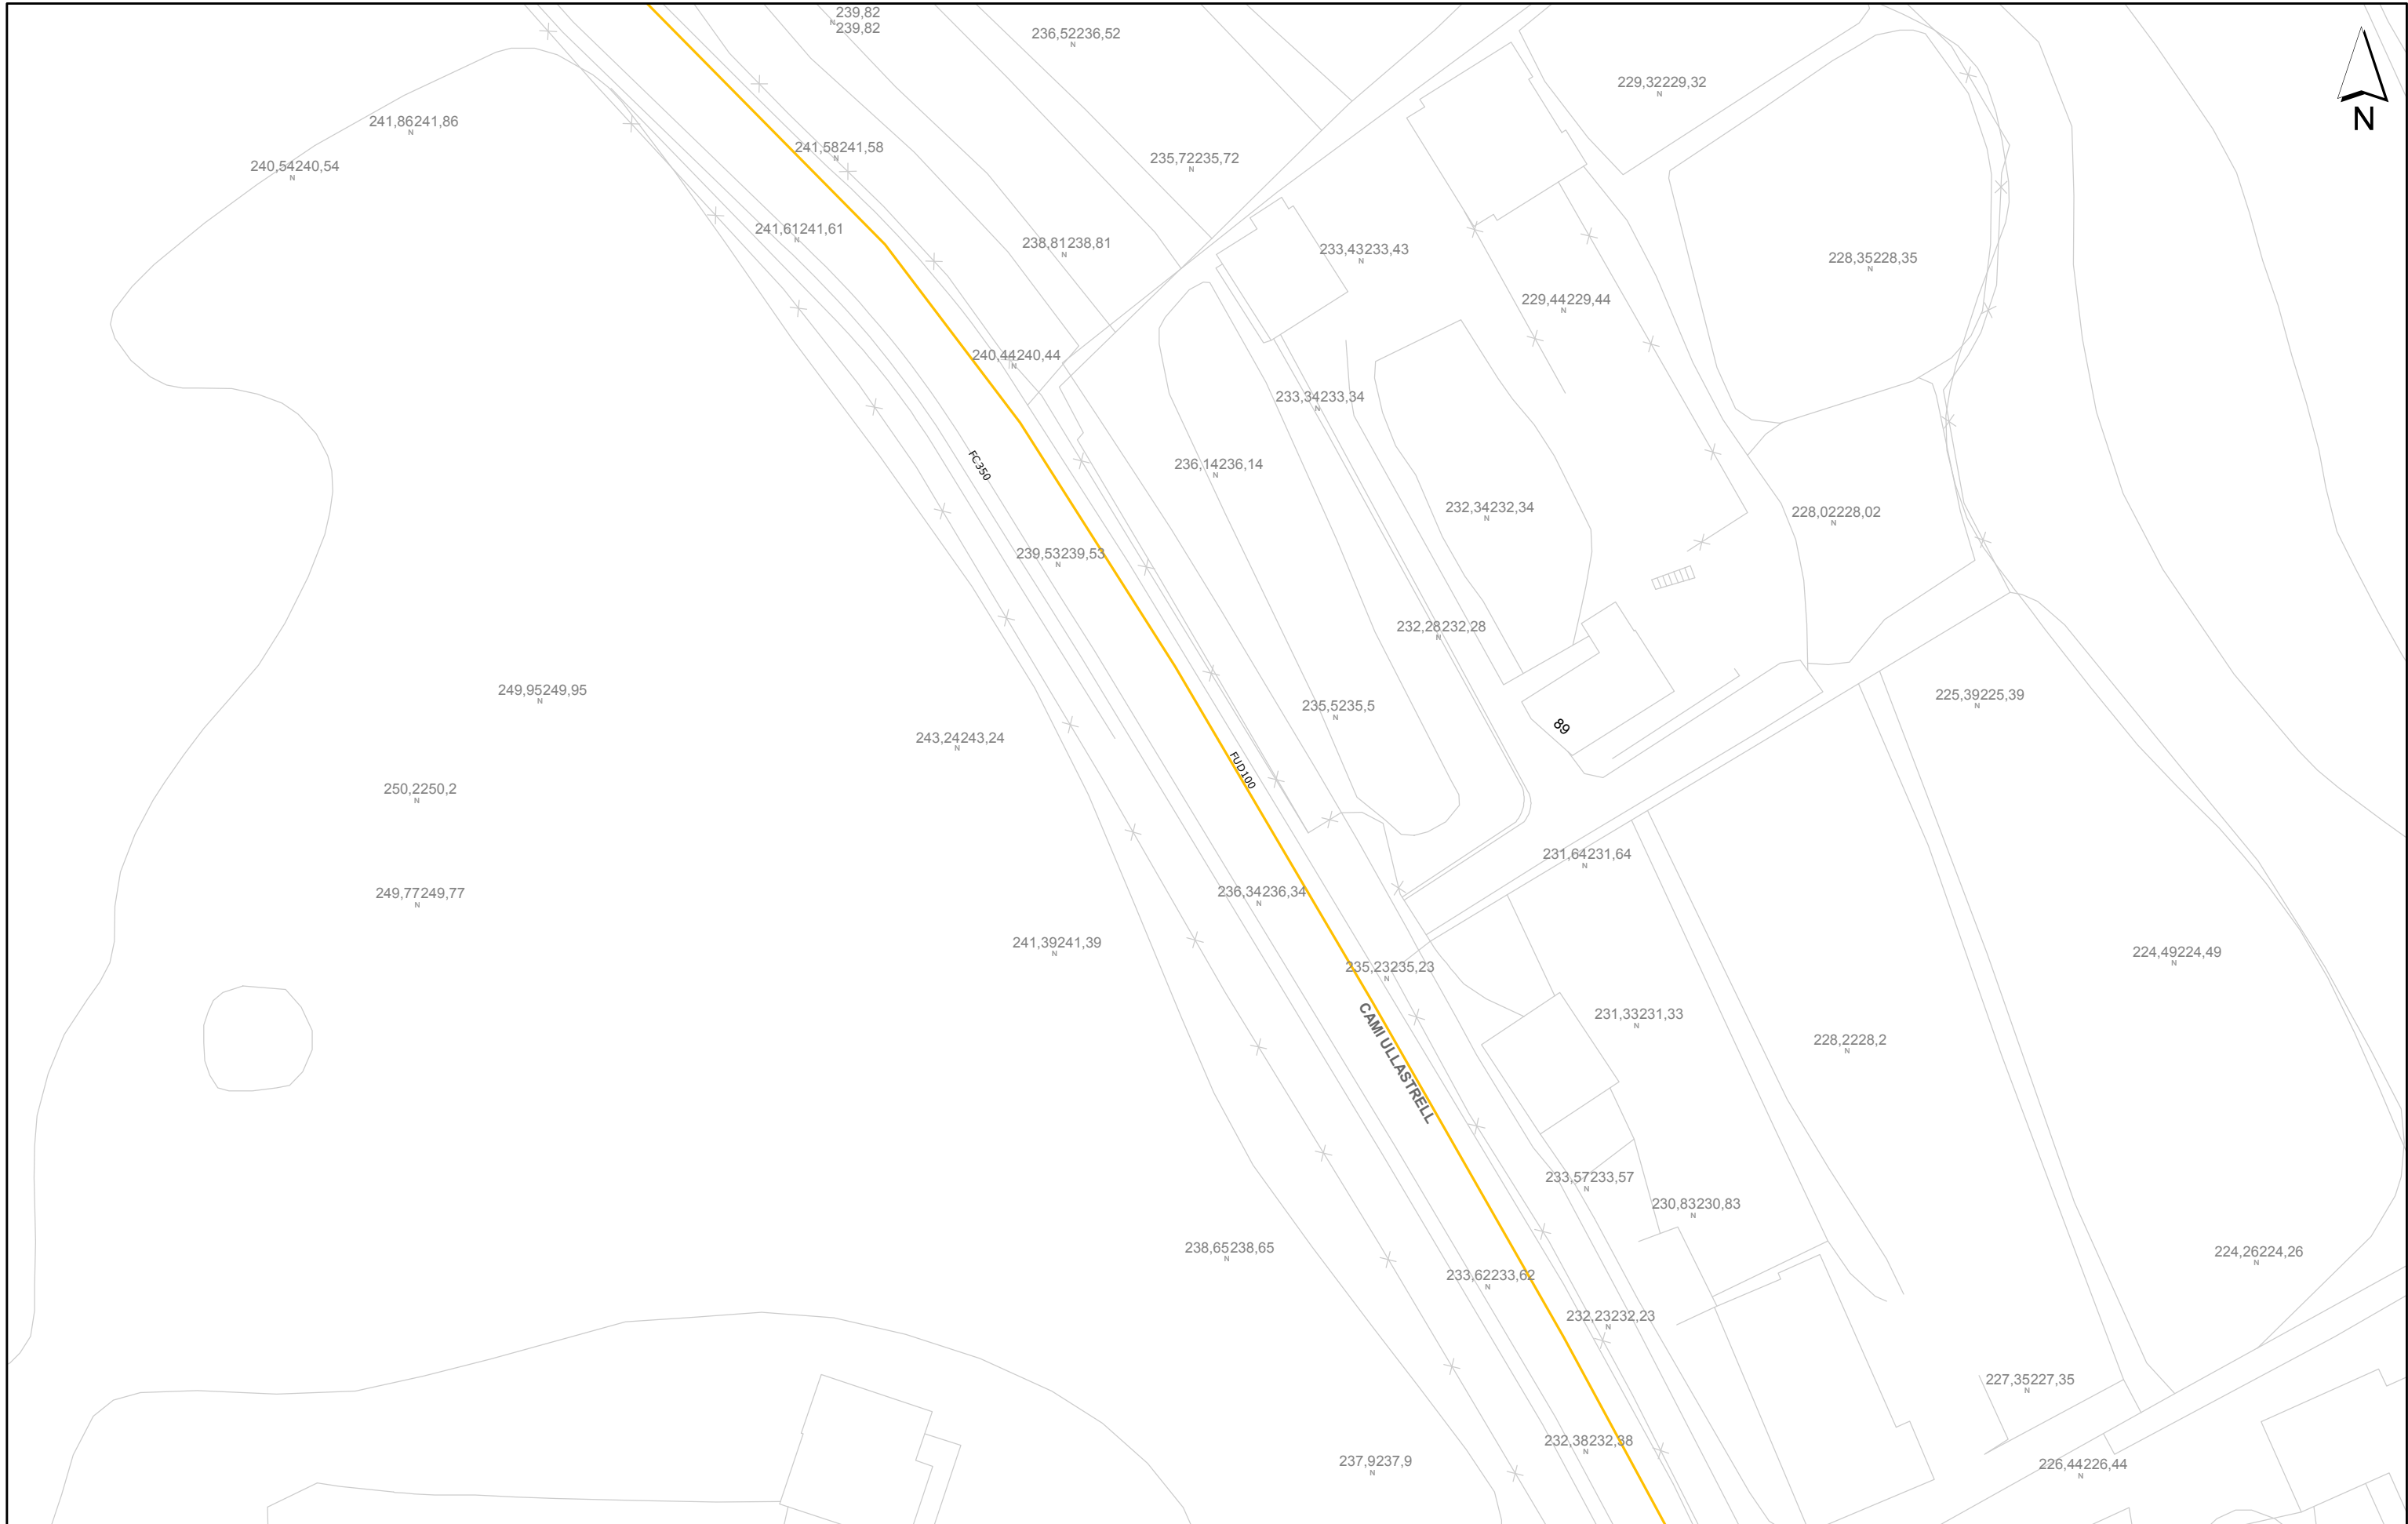 239,82
N
239,82
236,52236,52
N
229,32229,32
N
N
241,86241,86
N
241,58241,58
N
240,54240,54
N
235,72235,72
N
241,61241,61
N
238,81238,81
N
233,43233,43
N
228,35228,35
N
229,44229,44
N
240,44240,44
N
233,34233,34
N
FC350
236,14236,14
N
232,34232,34
N
228,02228,02
N
239,53239,53
N
232,28232,28
N
249,95249,95
N
225,39225,39
N
235,5235,5
N
89
243,24243,24
N
FUD100
250,2250,2
N
231,64231,64
N
249,77249,77
N
236,34236,34
N
241,39241,39
N
224,49224,49
N
235,23235,23
N
231,33231,33
N
228,2228,2
N
CAMI ULLASTRELL
233,57233,57
N
230,83230,83
N
238,65238,65
N
224,26224,26
N
233,62233,62
N
232,23232,23
N
227,35227,35
N
232,38232,38
N
237,9237,9
N
226,44226,44
N